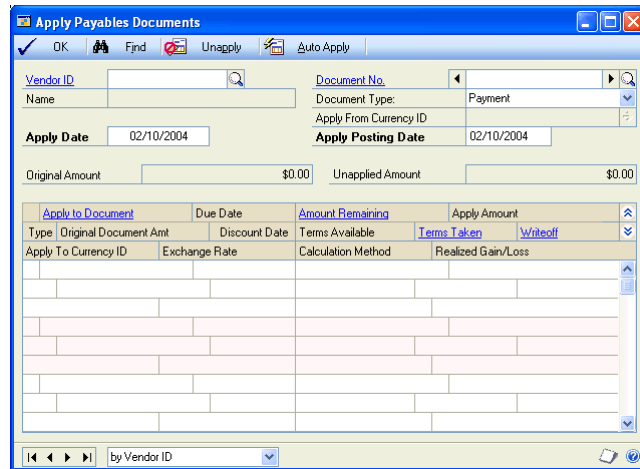 Apply Payables Documents
OK Find Unapply Auto Apply
Vendor ID Document No.
Name Document Type: Payment
Apply From Currency ID
Apply Date 02/10/2004 Apply Posting Date 02/10/2004
Original Amount $0.00 Unapplied Amount $0.00
Apply to Document Due Date Amount Remaining Apply Amount
Type Original Document Amt Discount Date Terms Available Terms Taken Writeoff
Apply To Currency ID Exchange Rate Calculation Method Realized Gain/Loss
by Vendor ID